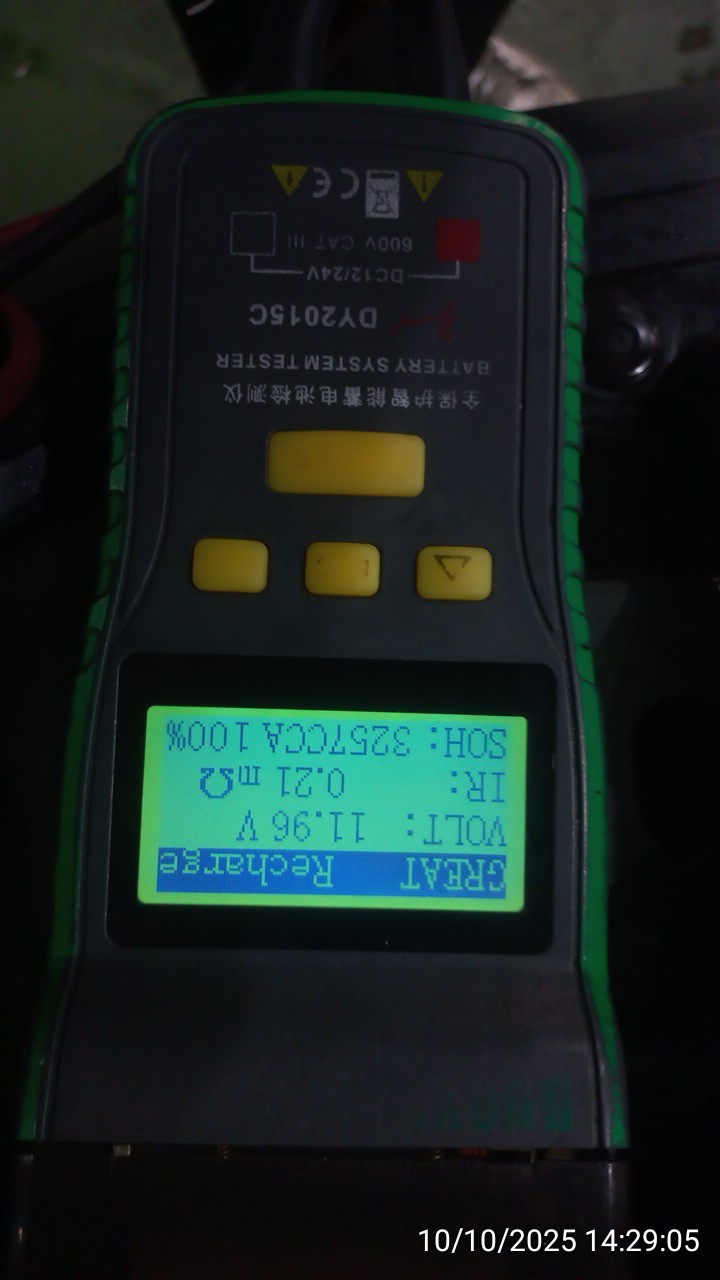 GREAT Recharge
VOLT: 11.96 V
IR: 0.21 mΩ
SOH: 3257CCA 100%
全保护智能蓄电池检测仪
BATTERY SYSTEM TESTER
DY2015C
DC12/24V
600V CAT III
CE
10/10/2025 14:29:05